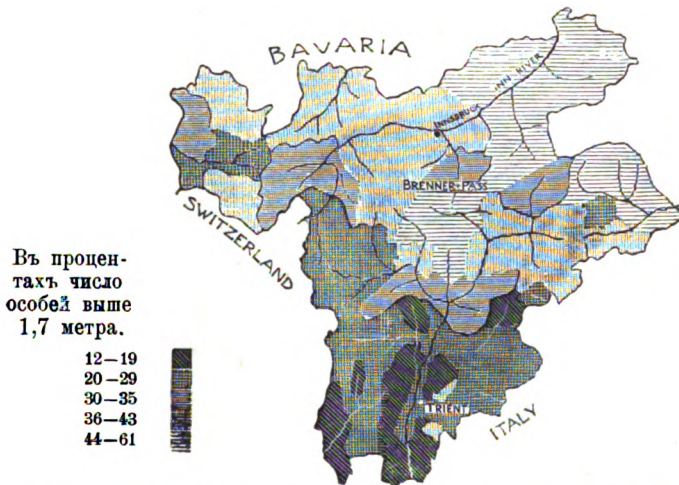 BAVARIA
INN-RIVER
INNSBRUCK
BRENNER-PASS
SWITZERLAND
Въ процен-
тахъ число
особей выше
1,7 метра.
12—19
20—29
30—35
36—43
44—61
TRIENT
ITALY